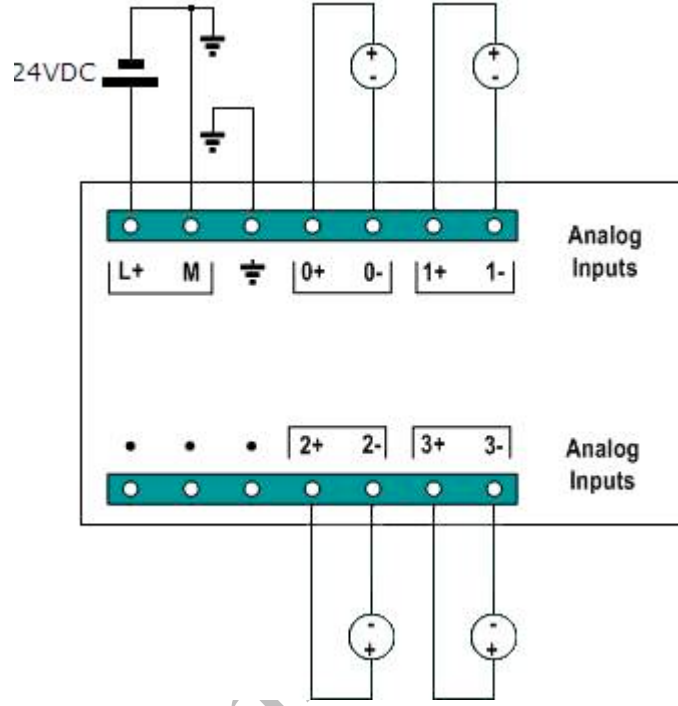 24VDC
+ +
- -
Analog
Inputs
L+ M 0+ 0- 1+ 1-
2+ 2- 3+ 3-
Analog
Inputs
- -
+ +